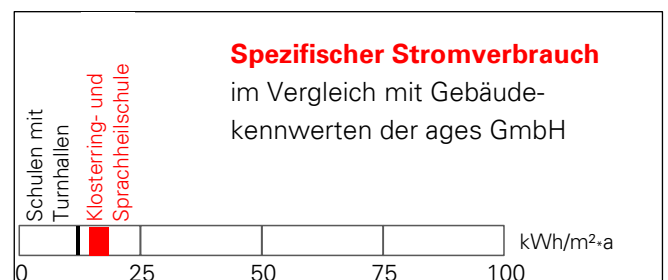 Spezifischer Stromverbrauch
im Vergleich mit Gebäude-
kennwerten der ages GmbH
Schulen mit
Turnhallen
Klosterring- und
Sprachheilschule
kWh/m²*a
0 25 50 75 100